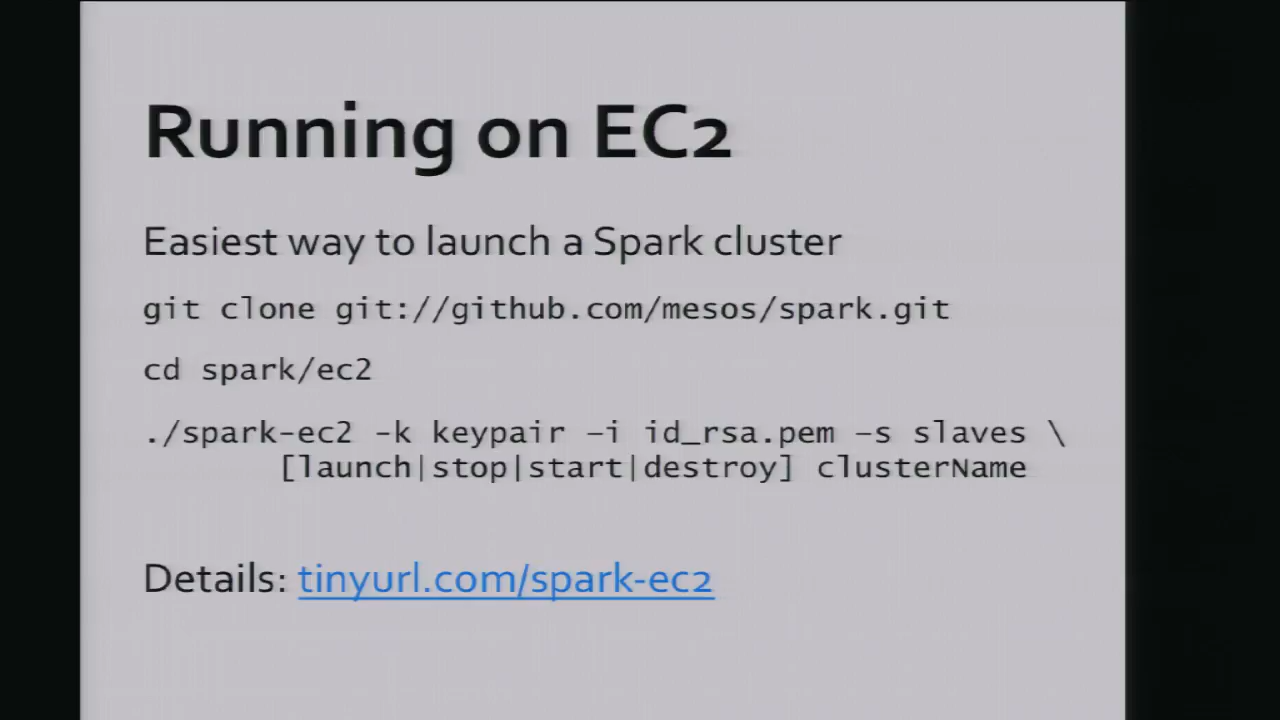 Running on EC2
Easiest way to launch a Spark cluster
git clone git://github.com/mesos/spark.git
cd spark/ec2
./spark-ec2 -k keypair –i id_rsa.pem –s slaves \
[launch|stop|start|destroy] clusterName
Details: tinyurl.com/spark-ec2